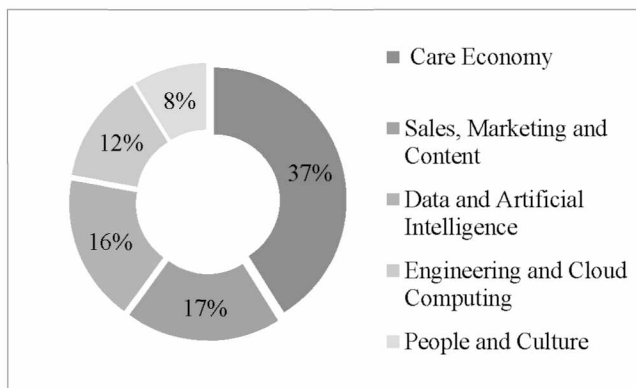 8%
12%
37%
16%
17%
Care Economy
Sales, Marketing and
Content
Data and Artificial
Intelligence
Engineering and Cloud
Computing
People and Culture